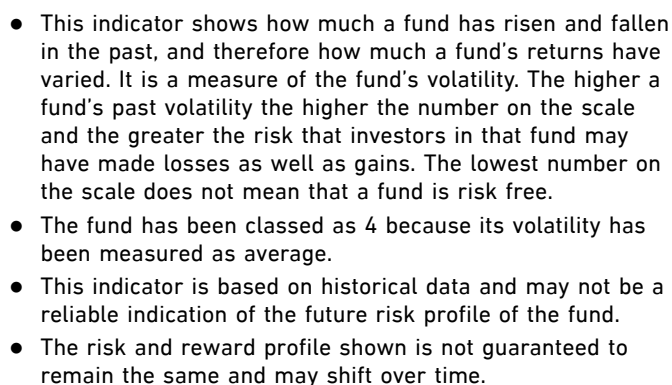 ● This indicator shows how much a fund has risen and fallen
in the past, and therefore how much a fund's returns have
varied. It is a measure of the fund's volatility. The higher a
fund's past volatility the higher the number on the scale
and the greater the risk that investors in that fund may
have made losses as well as gains. The lowest number on
the scale does not mean that a fund is risk free.
● The fund has been classed as 4 because its volatility has
been measured as average.
● This indicator is based on historical data and may not be a
reliable indication of the future risk profile of the fund.
● The risk and reward profile shown is not guaranteed to
remain the same and may shift over time.